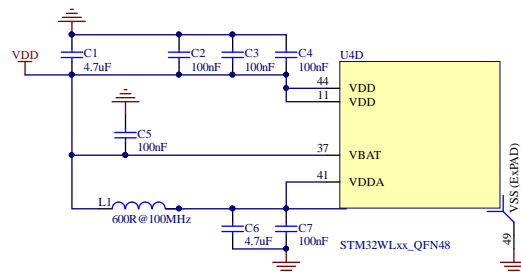 VDD
C1
4.7uF
C2
100nF
C3
100nF
C4
100nF
U4D
44
VDD
11
VDD
C5
100nF
37
VBAT
41
VDDA
L1
600R@100MHz
C6
4.7uF
C7
100nF
STM32WLxx_QFN48
VSS (ExPAD)
49